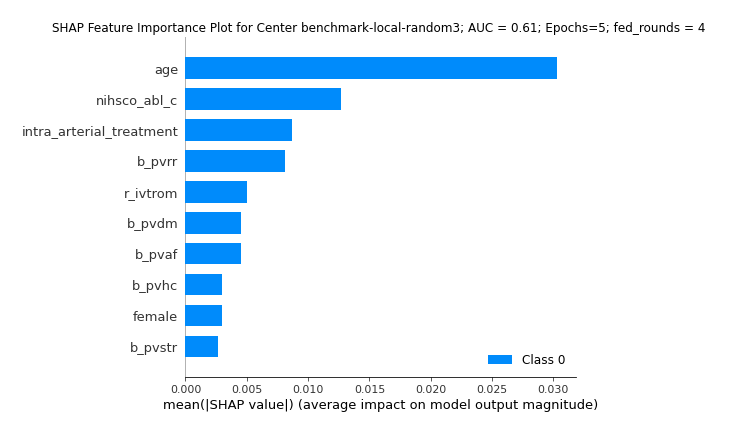 SHAP Feature Importance Plot for Center benchmark-local-random3; AUC = 0.61; Epochs=5; fed_rounds = 4
age
nihsco_abl_c
intra_arterial_treatment
b_pvrr
r_ivtrom
b_pvdm
b_pvaf
b_pvhc
female
b_pvstr
Class 0
0.000 0.005 0.010 0.015 0.020 0.025 0.030
mean(|SHAP value|) (average impact on model output magnitude)